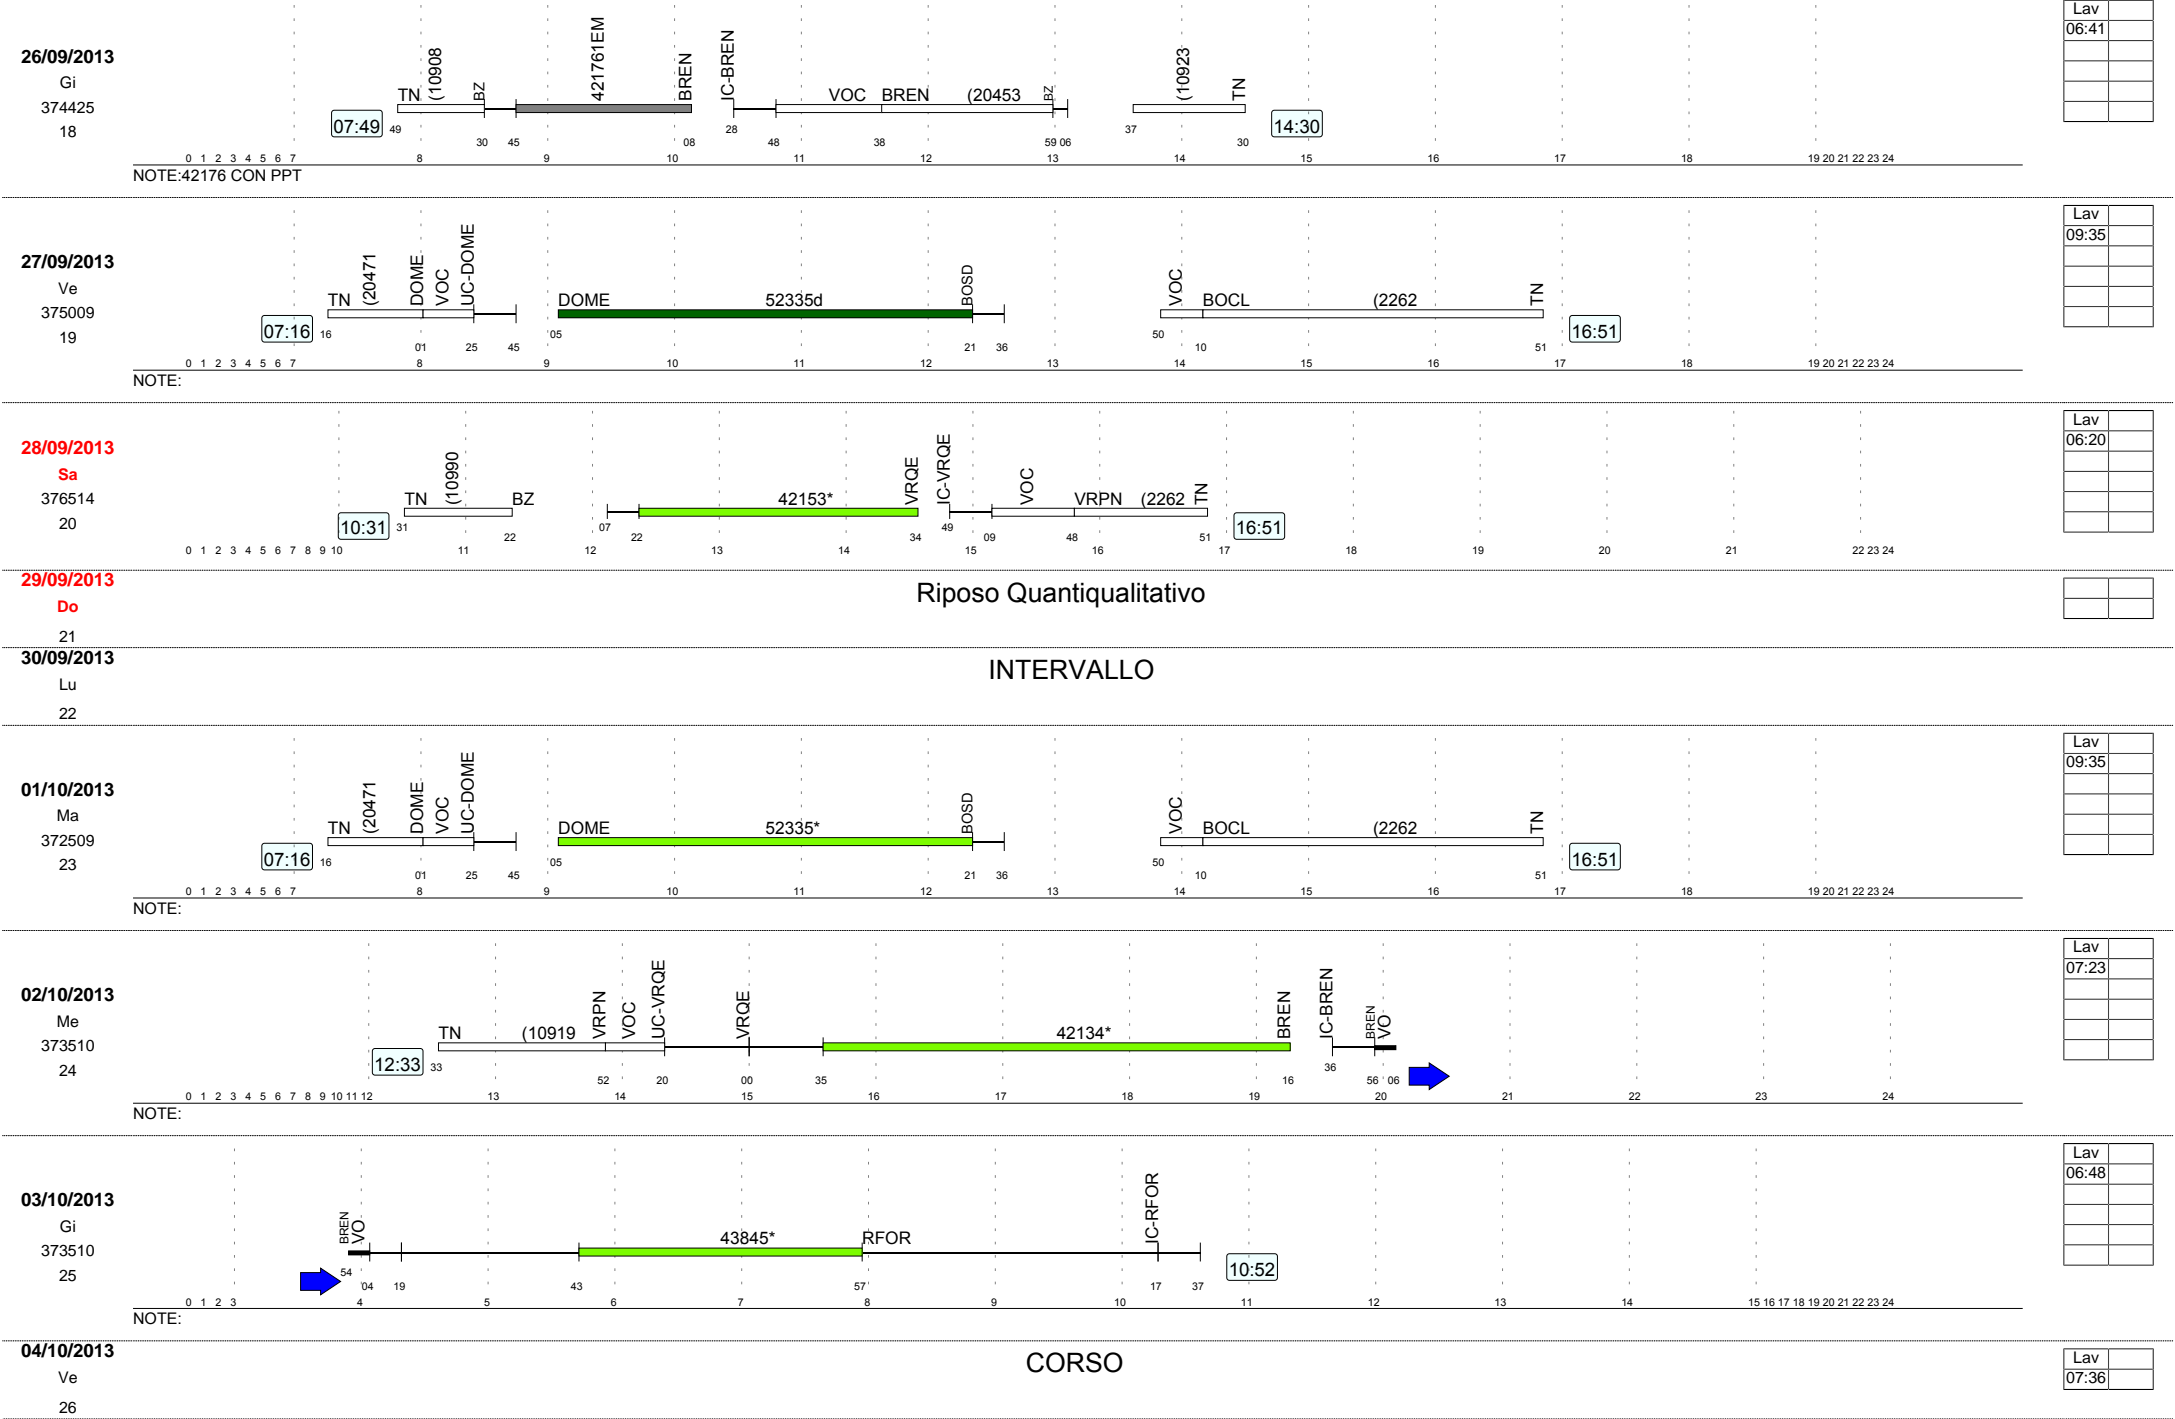 Lav
06:41
26/09/2013
Gi
374425
18
07:49
TN (10908 BZ 421761EM BREN IC-BREN VOC BREN (20453 BZ (10923 TN
14:30
49 30 45 08 28 48 38 59 06 37 30
0 1 2 3 4 5 6 7 8 9 10 11 12 13 14 15 16 17 18 19 20 21 22 23 24
NOTE:42176 CON PPT
Lav
09:35
27/09/2013
Ve
375009
19
07:16
TN (20471 DOME VOC UC-DOME DOME 52335d BOSD VOC BOCL (2262 TN
16:51
16 01 25 45 05 21 36 50 10 51
0 1 2 3 4 5 6 7 8 9 10 11 12 13 14 15 16 17 18 19 20 21 22 23 24
NOTE:
Lav
06:20
28/09/2013
Sa
376514
20
10:31
TN (10990 BZ 42153* VRQE IC-VRQE VOC VRPN (2262 TN
16:51
31 22 07 22 34 49 09 48 51
0 1 2 3 4 5 6 7 8 9 10 11 12 13 14 15 16 17 18 19 20 21 22 23 24
29/09/2013
Do
21
Riposo Quantiqualitativo
30/09/2013
Lu
22
INTERVALLO
Lav
09:35
01/10/2013
Ma
372509
23
07:16
TN (20471 DOME VOC UC-DOME DOME 52335* BOSD VOC BOCL (2262 TN
16:51
16 01 25 45 05 21 36 50 10 51
0 1 2 3 4 5 6 7 8 9 10 11 12 13 14 15 16 17 18 19 20 21 22 23 24
NOTE:
Lav
07:23
02/10/2013
Me
373510
24
12:33
TN (10919 VRPN VOC UC-VRQE VRQE 42134* BREN IC-BREN BREN VO
33 52 20 00 35 16 36 56 06
0 1 2 3 4 5 6 7 8 9 10 11 12 13 14 15 16 17 18 19 20 21 22 23 24
NOTE:
Lav
06:48
03/10/2013
Gi
373510
25
BREN VO 43845* RFOR IC-RFOR
10:52
54 04 19 43 57 17 37
0 1 2 3 4 5 6 7 8 9 10 11 12 13 14 15 16 17 18 19 20 21 22 23 24
NOTE:
04/10/2013
Ve
26
CORSO
Lav
07:36